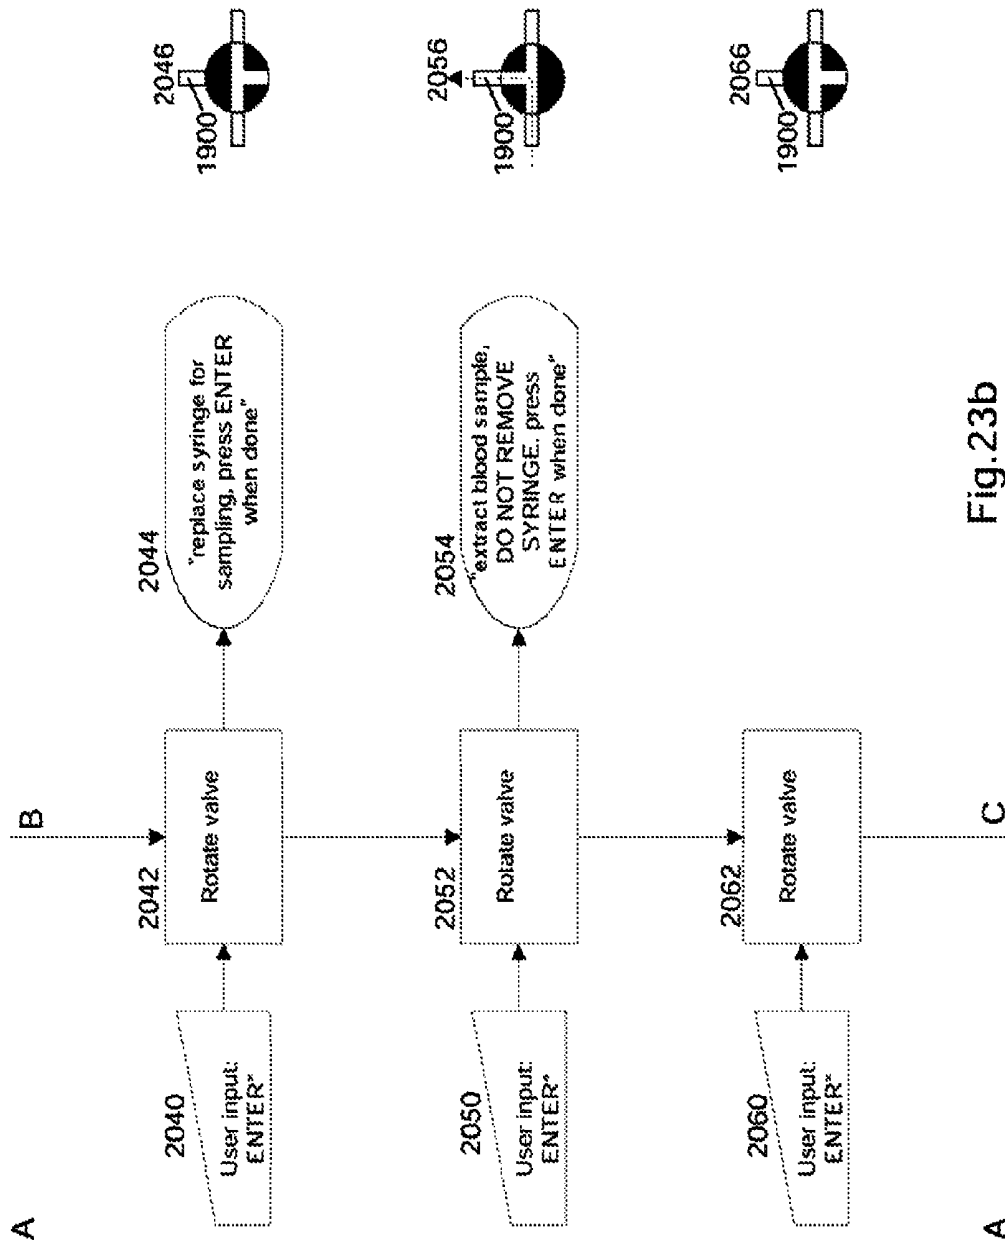 A
B
2040
User input:
ENTER"
2042
Rotate valve
2044
"replace syringe for
sampling, press ENTER
when done"
2046
1900
2050
User input:
ENTER"
2052
Rotate valve
2054
"extract blood sample,
DO NOT REMOVE
SYRINGE, press
ENTER when done"
2056
1900
2060
User input:
ENTER"
2062
Rotate valve
2066
1900
A
C
Fig.23b